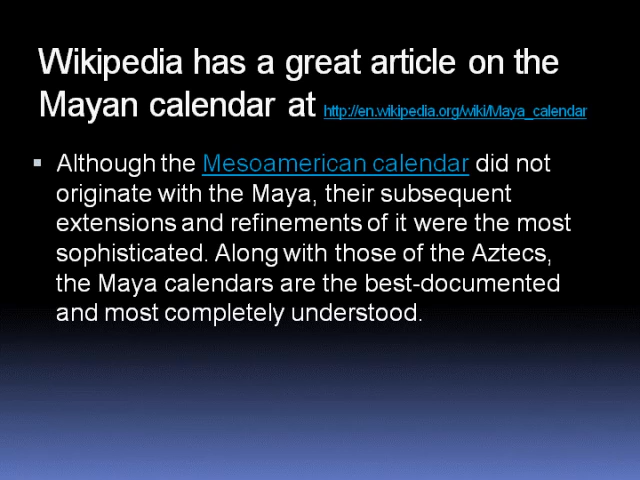 Wikipedia has a great article on the
Mayan calendar at http://en.wikipedia.org/wiki/Maya_calendar
Although the Mesoamerican calendar did not
originate with the Maya, their subsequent
extensions and refinements of it were the most
sophisticated. Along with those of the Aztecs,
the Maya calendars are the best-documented
and most completely understood.